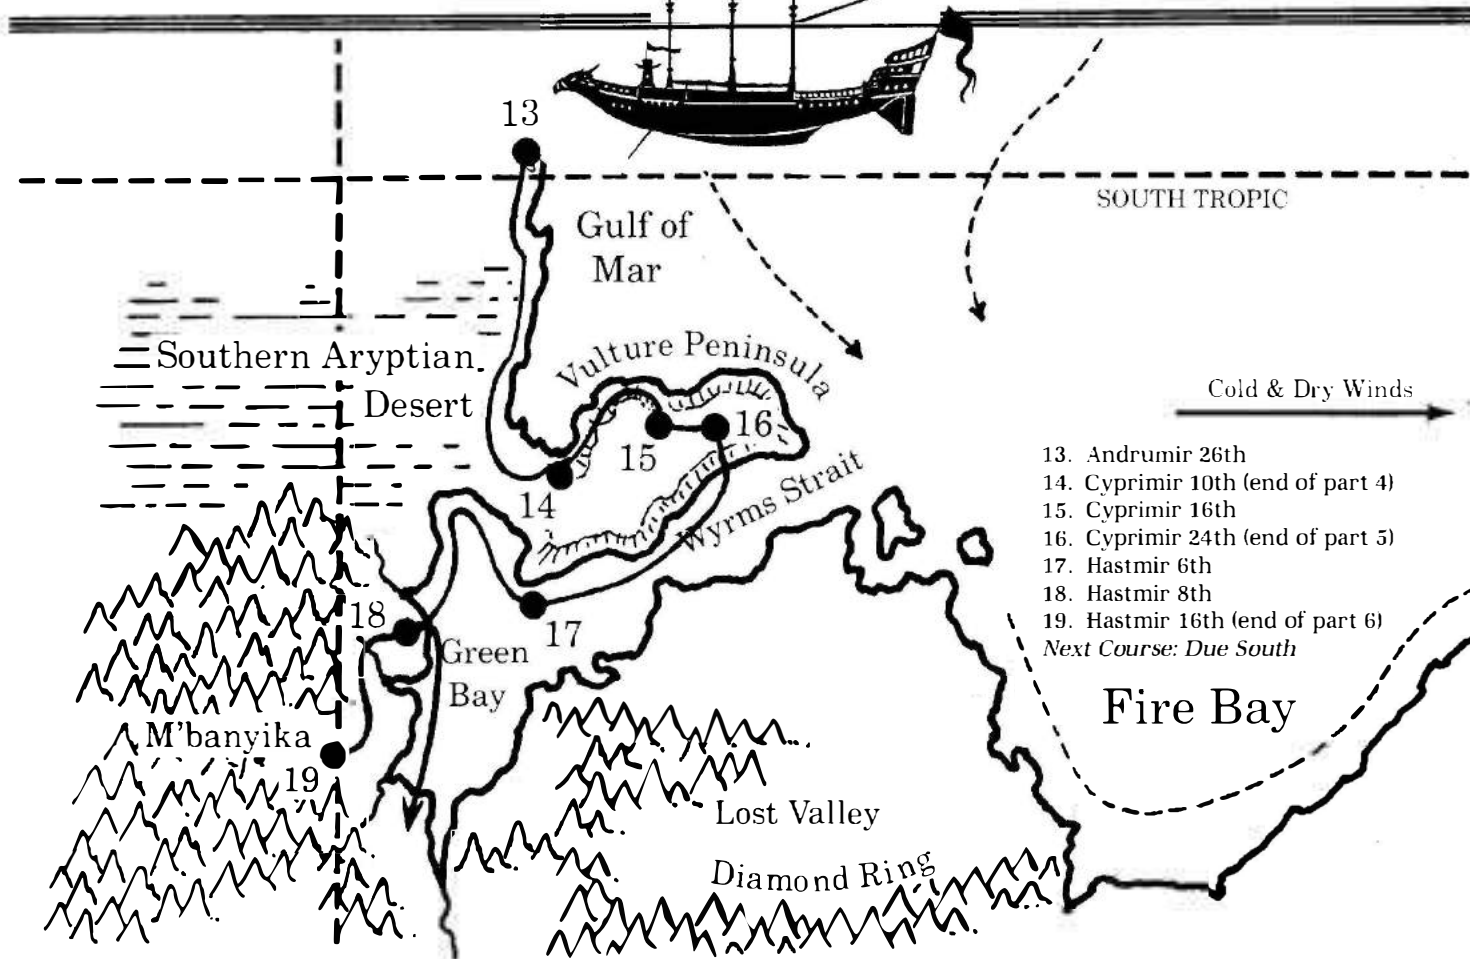 13
SOUTH TROPIC
Gulf of
Mar
Vulture Peninsula
Southern Aryptian
Desert
Cold & Dry Winds
15
16
14
Wyrms Strait
13. Andrumir 26th
14. Cyprimir 10th (end of part 4)
15. Cyprimir 16th
16. Cyprimir 24th (end of part 5)
17. Hastmir 6th
18. Hastmir 8th
19. Hastmir 16th (end of part 6)
Next Course: Due South
18
17
Green
Bay
Fire Bay
M'banyika
19
Lost Valley
Diamond Ring